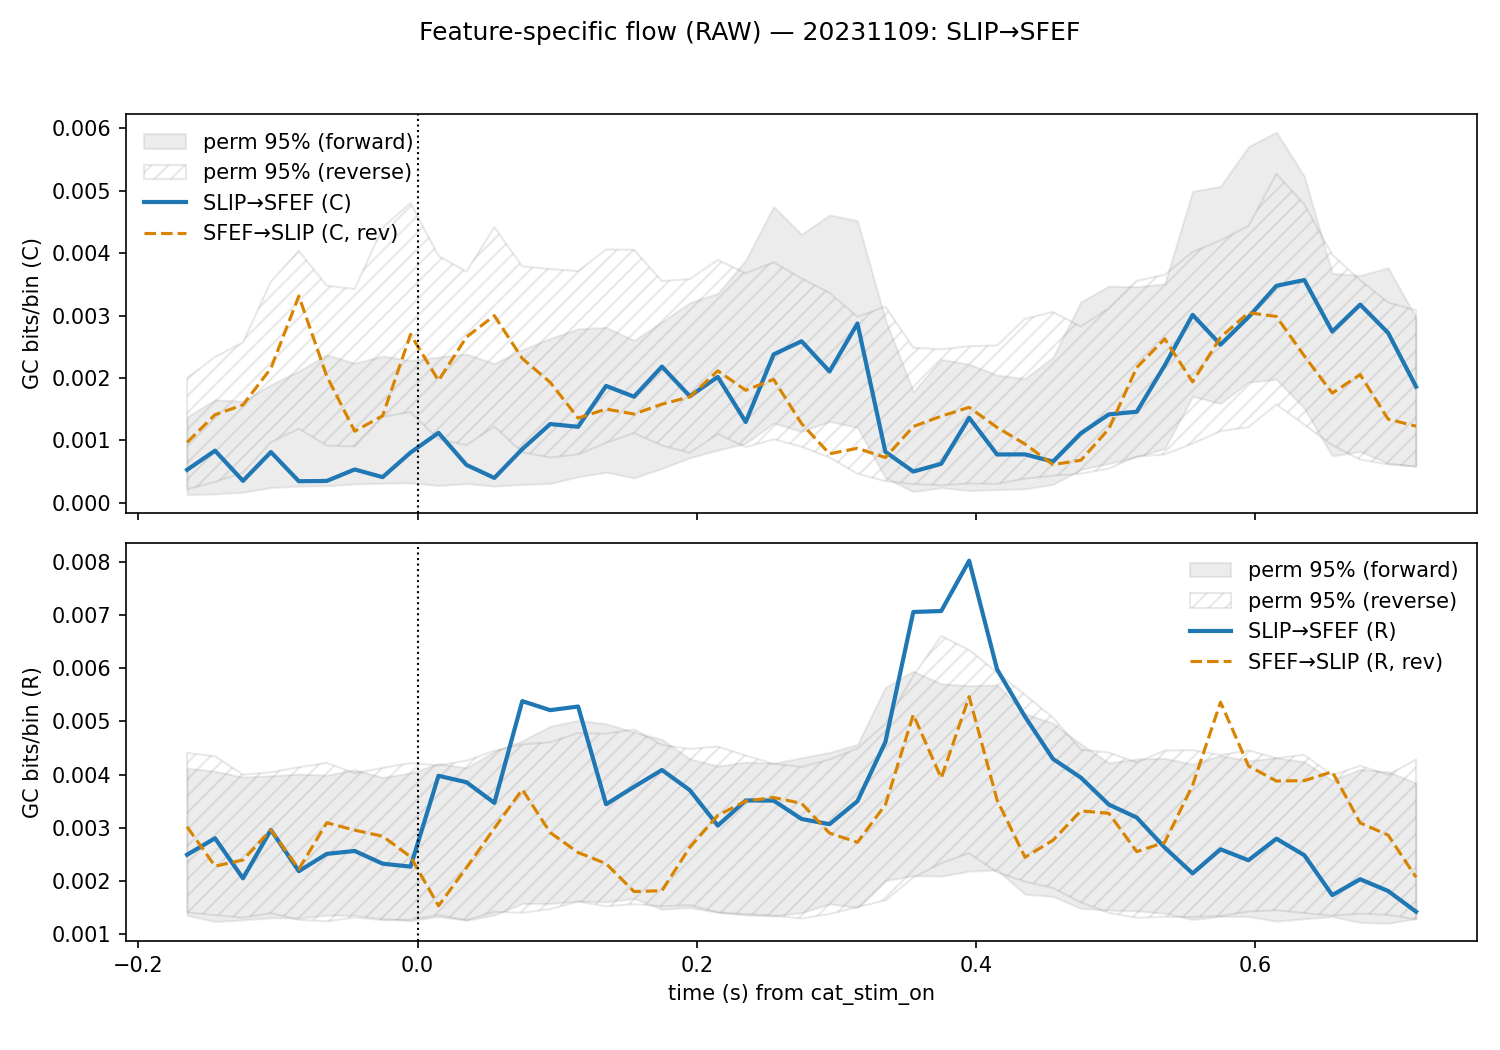 Feature-specific flow (RAW) — 20231109: SLIP→SFEF
GC bits/bin (C)
0.006
0.005
0.004
0.003
0.002
0.001
0.000
perm 95% (forward)
perm 95% (reverse)
SLIP→SFEF (C)
SFEF→SLIP (C, rev)
GC bits/bin (R)
0.008
0.007
0.006
0.005
0.004
0.003
0.002
0.001
perm 95% (forward)
perm 95% (reverse)
SLIP→SFEF (R)
SFEF→SLIP (R, rev)
−0.2 0.0 0.2 0.4 0.6
time (s) from cat_stim_on